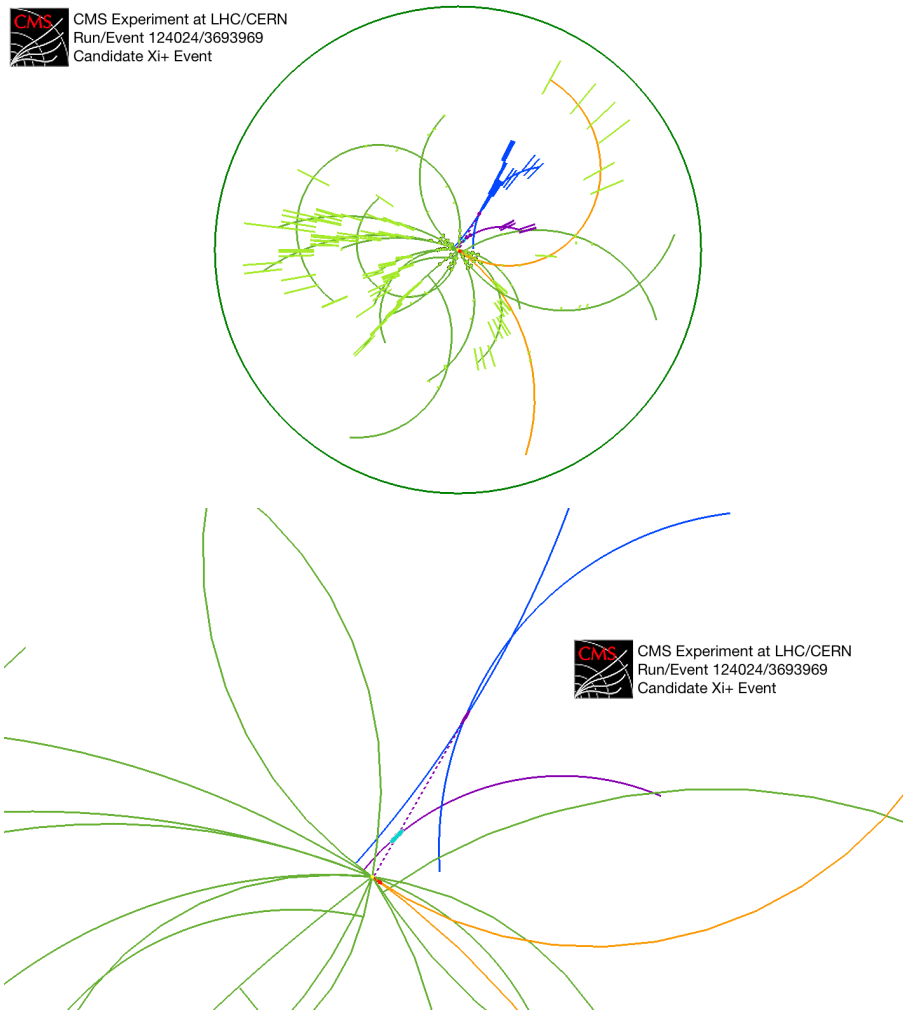 CMS
CMS Experiment at LHC/CERN
Run/Event 124024/3693969
Candidate Xi+ Event
CMS
CMS Experiment at LHC/CERN
Run/Event 124024/3693969
Candidate Xi+ Event